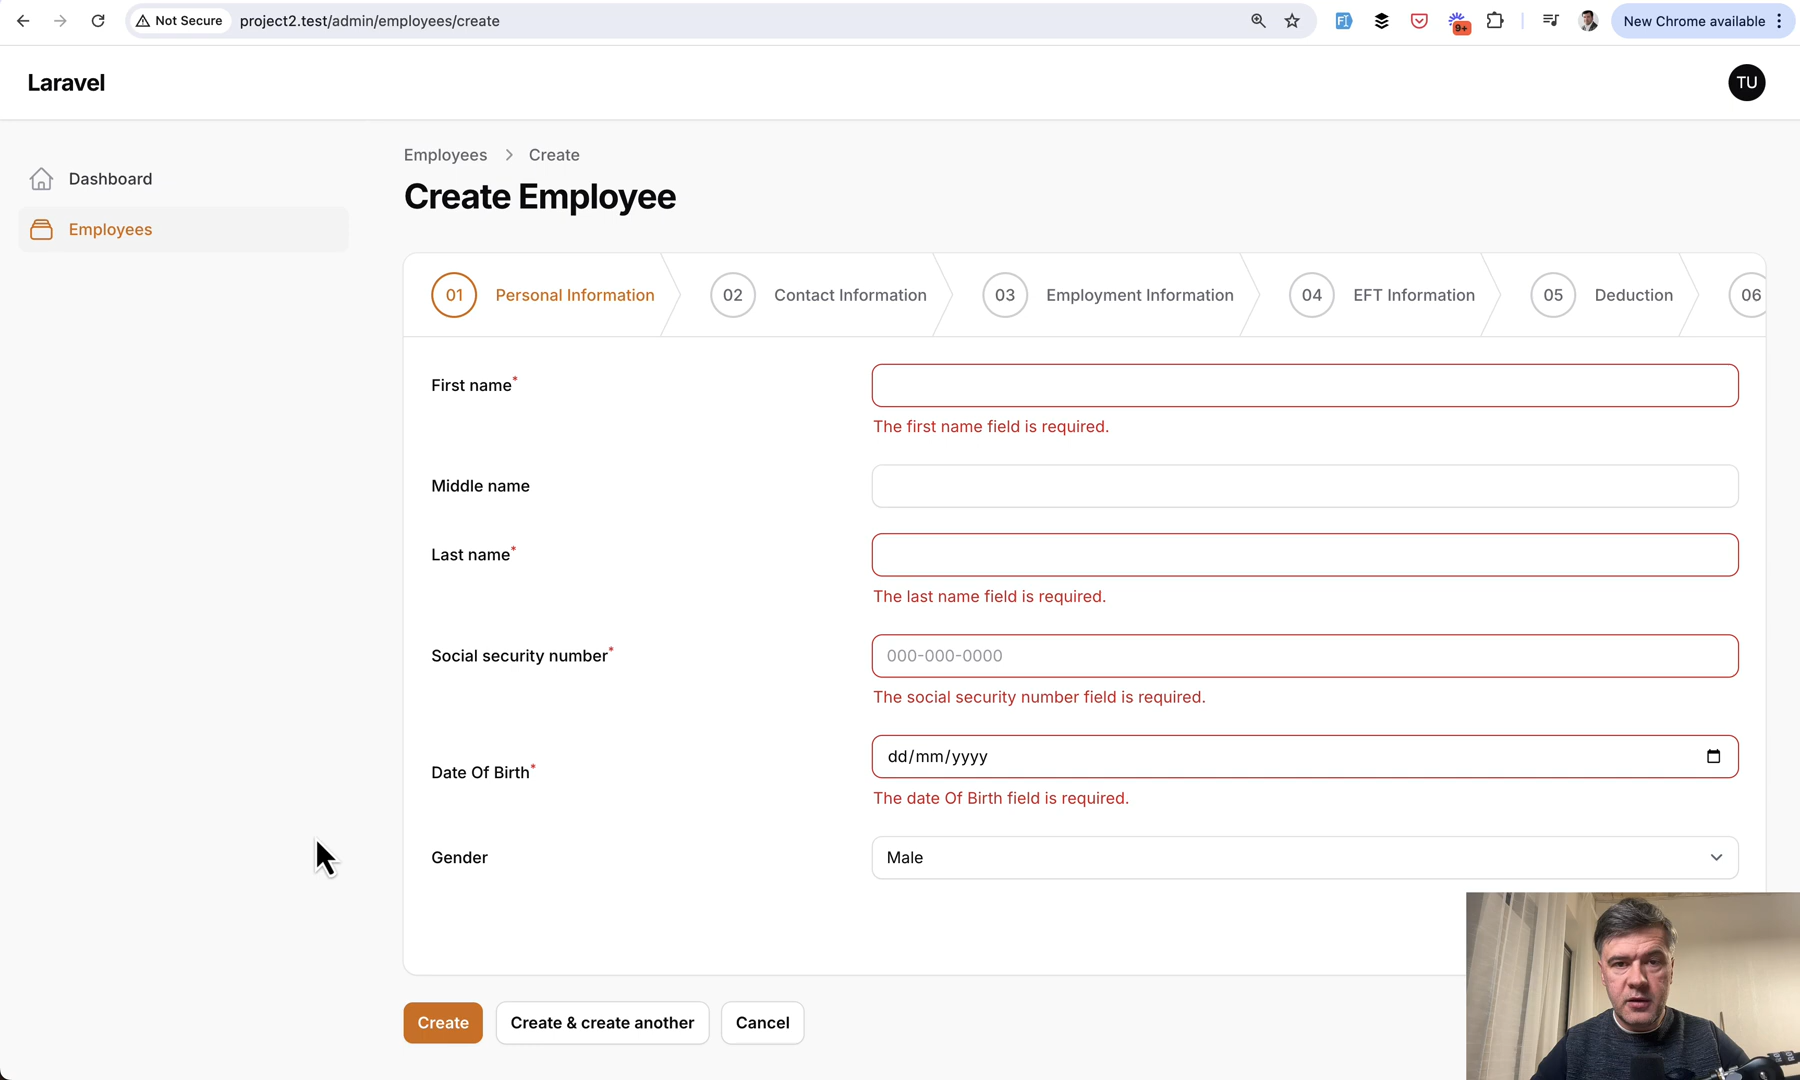 Not Secure project2.test/admin/employees/create
9+
New Chrome available
Laravel
TU
Dashboard
Employees
Employees > Create
Create Employee
01 Personal Information 02 Contact Information 03 Employment Information 04 EFT Information 05 Deduction 06
First name*
The first name field is required.
Middle name
Last name*
The last name field is required.
Social security number* 000-000-0000
The social security number field is required.
Date Of Birth* dd/mm/yyyy
The date Of Birth field is required.
Gender Male
Create Create & create another Cancel